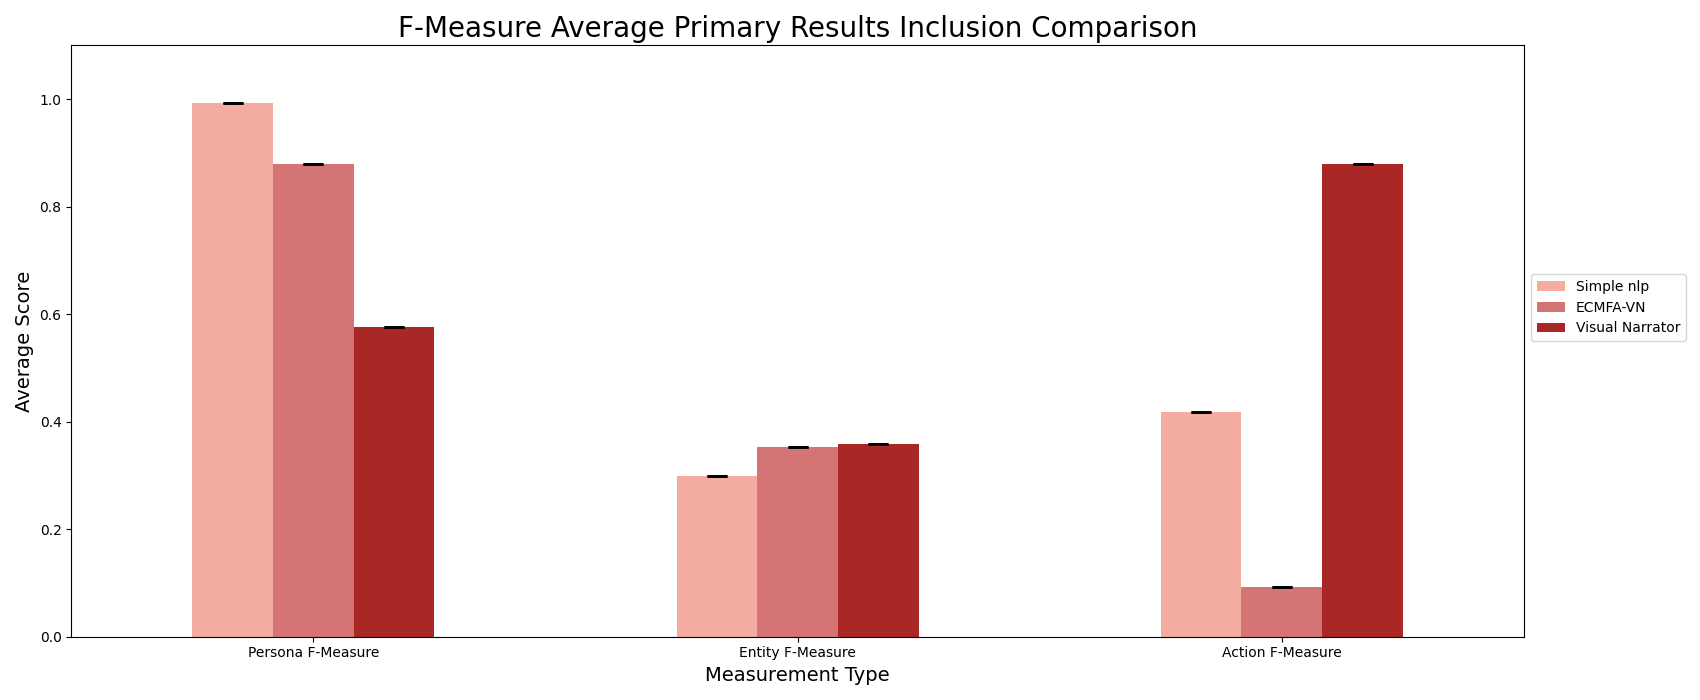 F-Measure Average Primary Results Inclusion Comparison
Average Score
1.0
0.8
0.6
0.4
0.2
0.0
Persona F-Measure
Entity F-Measure
Action F-Measure
Measurement Type
Simple nlp
ECMFA-VN
Visual Narrator